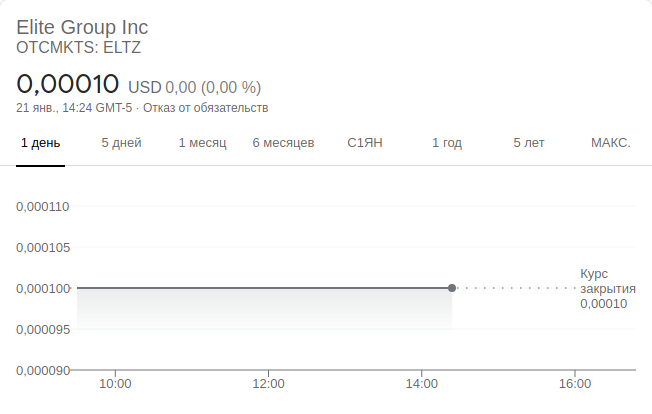 Elite Group Inc
OTCMKTS: ELTZ
0,00010 USD 0,00 (0,00 %)
21 янв., 14:24 GMT-5 · Отказ от обязательств
1 день 5 дней 1 месяц 6 месяцев С1ЯН 1 год 5 лет МАКС.
0,000110
0,000105
0,000100
0,000095
0,000090
Курс
закрытия
0,00010
10:00 12:00 14:00 16:00